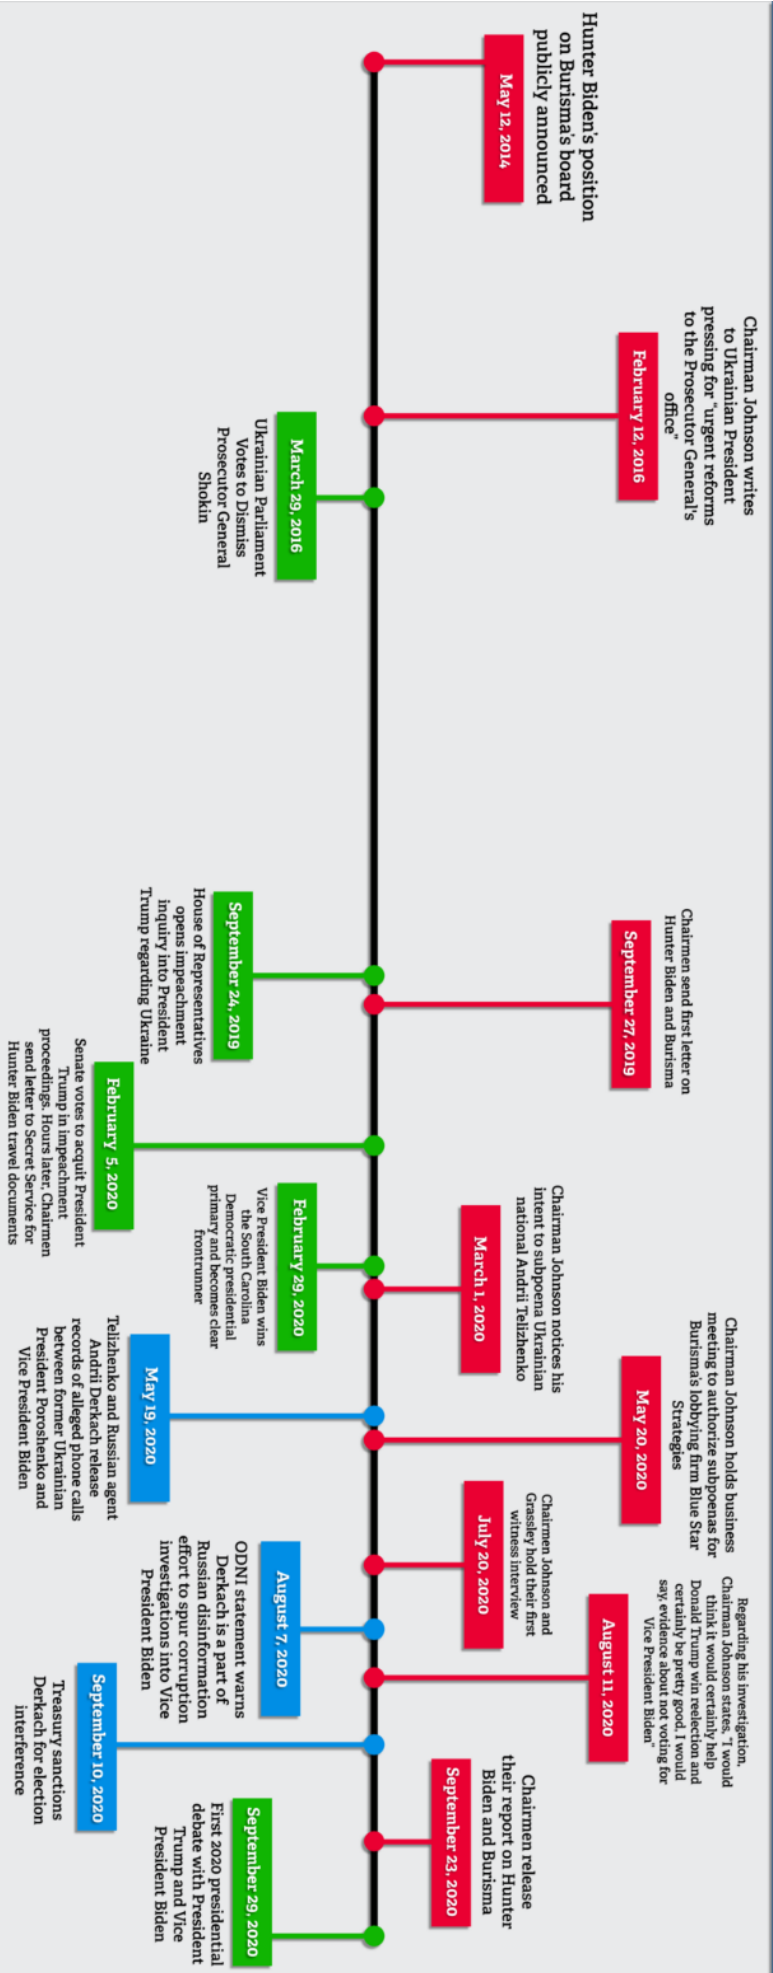 May 12, 2014
Hunter Biden's position
on Burisma's board
publicly announced
Chairman Johnson writes
to Ukrainian President
pressing for "urgent reforms
to the Prosecutor General's
office"
February 12, 2016
March 29, 2016
Ukrainian Parliament
Votes to Dismiss
Prosecutor General
Shokin
September 24, 2019
House of Representatives
opens impeachment
inquiry into President
Trump regarding Ukraine
Chairmen send first letter on
Hunter Biden and Burisma
September 27, 2019
February 5, 2020
Senate votes to acquit President
Trump in impeachment
proceedings. Hours later, Chairmen
send letter to Secret Service for
Hunter Biden travel documents
February 29, 2020
Vice President Biden wins
the South Carolina
Democratic presidential
primary and becomes clear
frontrunner
Chairman Johnson notices his
intent to subpoena Ukrainian
national Andrii Telizhenko
March 1, 2020
May 19, 2020
Telizhenko and Russian agent
Andrii Derkach release
records of alleged phone calls
between former Ukrainian
President Poroshenko and
Vice President Biden
Chairman Johnson holds business
meeting to authorize subpoenas for
Burisma's lobbying firm Blue Star
Strategies
May 20, 2020
Chairmen Johnson and
Grassley hold their first
witness interview
July 20, 2020
August 7, 2020
ODNI statement warns
Derkach is a part of
Russian disinformation
effort to spur corruption
investigations into Vice
President Biden
Regarding his investigation,
Chairman Johnson states, "I would
think it would certainly help
Donald Trump win reelection and
certainly be pretty good, I would
say, evidence about not voting for
Vice President Biden"
August 11, 2020
September 10, 2020
Treasury sanctions
Derkach for election
interference
Chairmen release
their report on Hunter
Biden and Burisma
September 23, 2020
September 29, 2020
First 2020 presidential
debate with President
Trump and Vice
President Biden